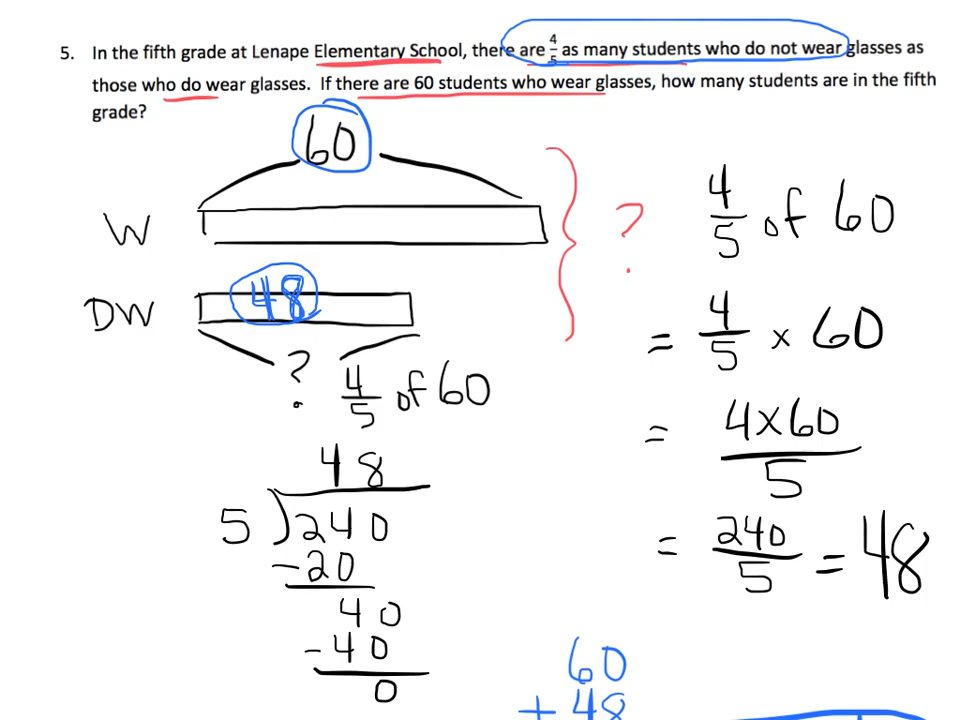 5. In the fifth grade at Lenape Elementary School, there are 4/5 as many students who do not wear glasses as
those who do wear glasses. If there are 60 students who wear glasses, how many students are in the fifth
grade?
60
W
?
DW 48
? 4/5 of 60
4/5 of 60
= 4/5 × 60
= 4×60/5
= 240/5 = 48
48
5)240
-20
40
-40
0
60
+48